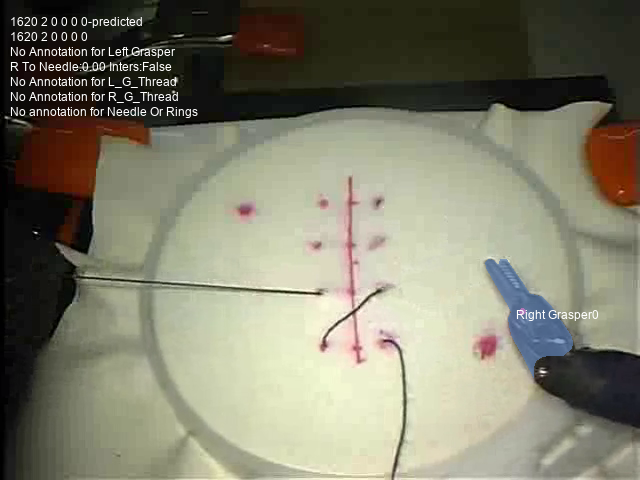 1620 2 0 0 0 0-predicted
1620 2 0 0 0 0
No Annotation for Left Grasper
R To Needle:0.00 Inters:False
No Annotation for L_G_Thread
No Annotation for R_G_Thread
No annotation for Needle Or Rings
Right Grasper0